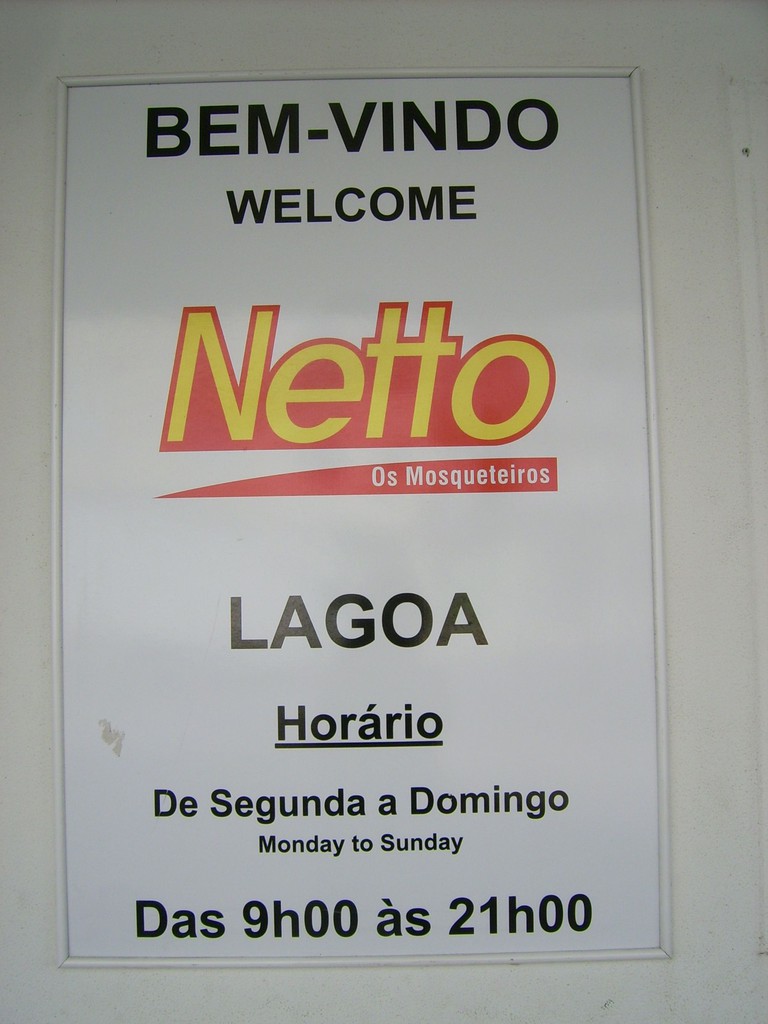 BEM-VINDO
WELCOME
Netto
Os Mosqueteiros
LAGOA
Horário
De Segunda a Domingo
Monday to Sunday
Das 9h00 às 21h00